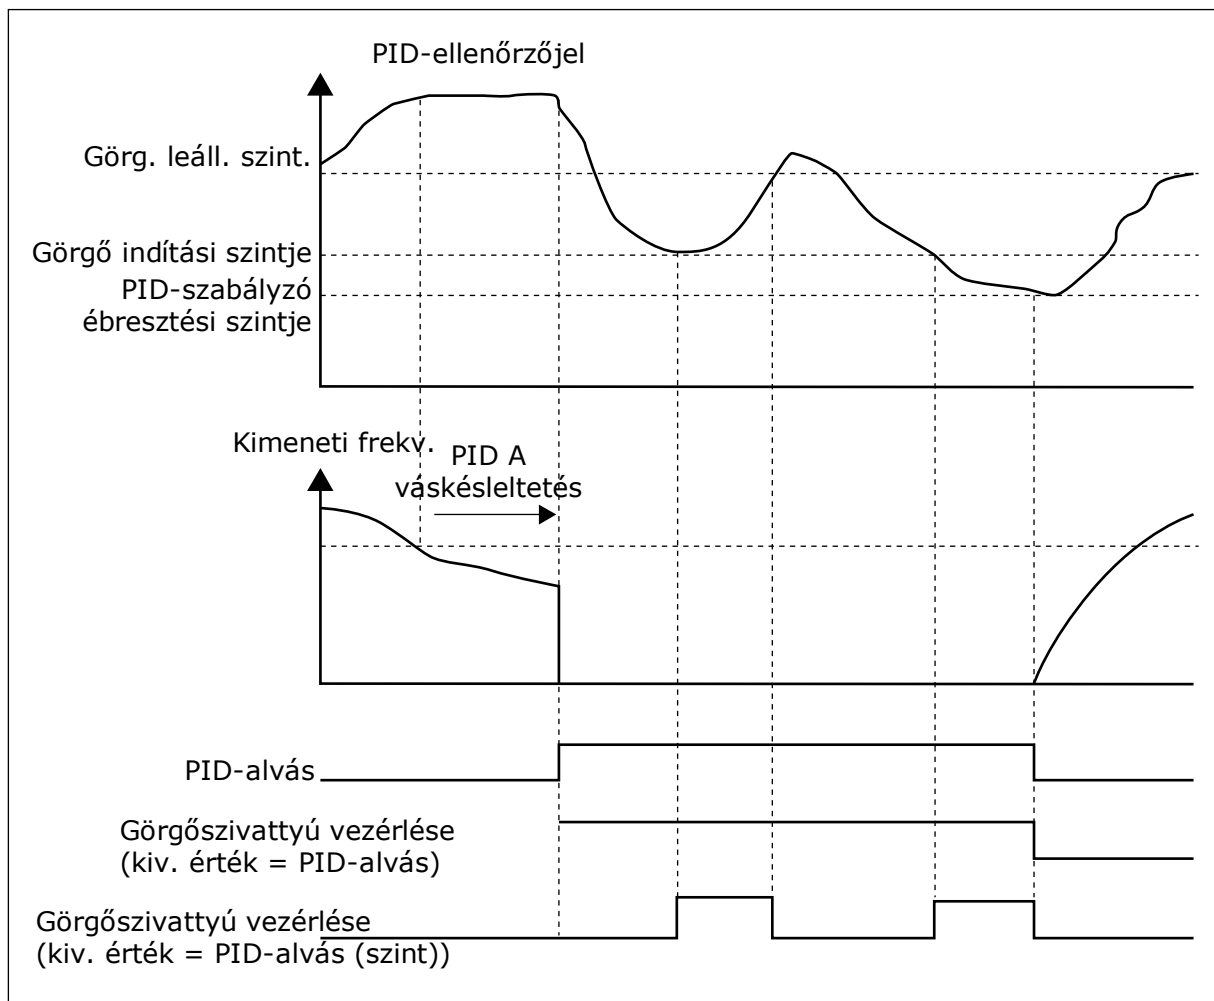 PID-ellenőrzőjel
Görg. leáll. szint.
Görgő indítási szintje
PID-szabályzó
ébresztési szintje
Kimeneti frekv.
PID A
váskésleltetés
PID-alvás
Görgőszivattyú vezérlése
(kiv. érték = PID-alvás)
Görgőszivattyú vezérlése
(kiv. érték = PID-alvás (szint))